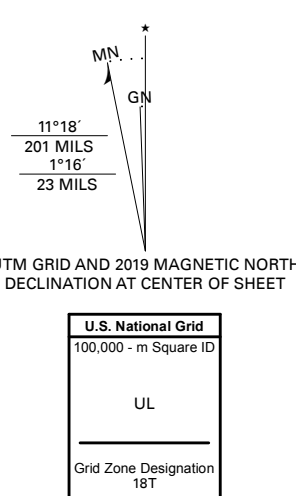 ★
MN
GN
11°18´
201 MILS
1°16´
23 MILS
UTM GRID AND 2019 MAGNETIC NORTH
DECLINATION AT CENTER OF SHEET
U.S. National Grid
100,000 - m Square ID
UL
Grid Zone Designation
18T